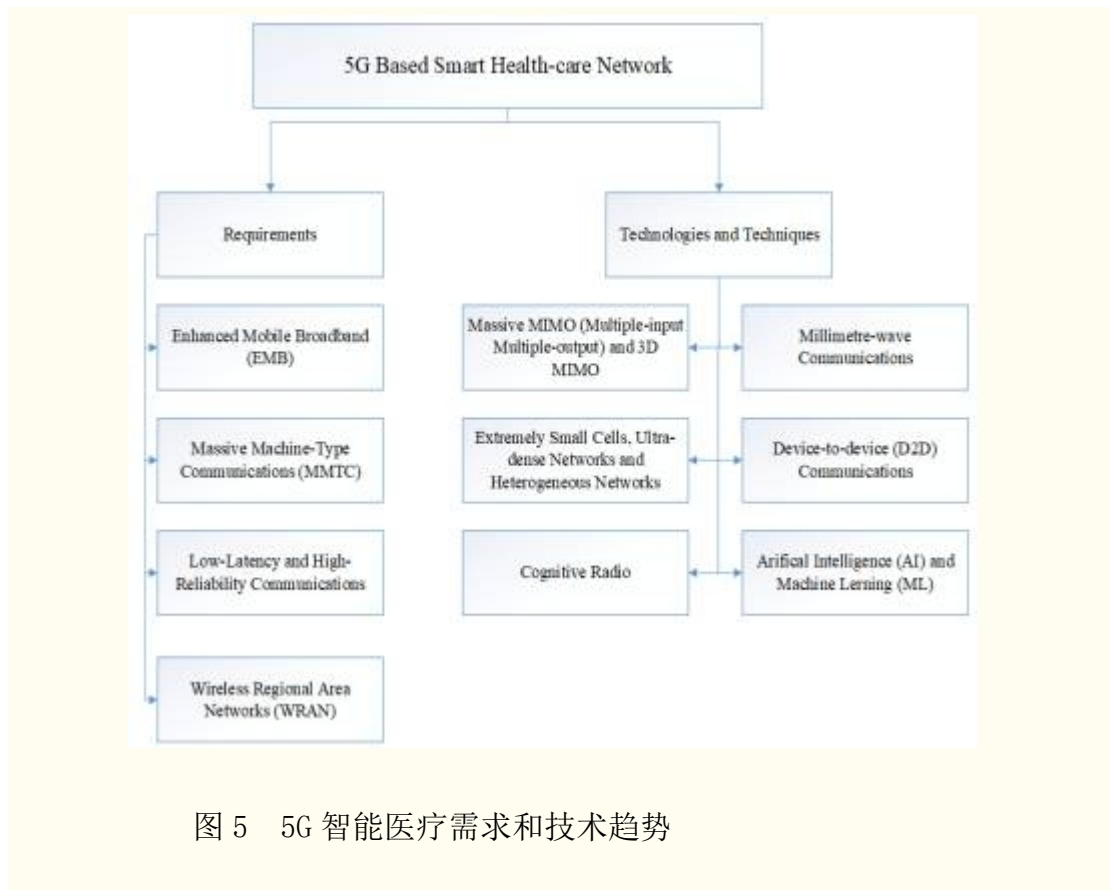 5G Based Smart Health-care Network
Requirements
Technologies and Techniques
Enhanced Mobile Broadband
(EMB)
Massive Machine-Type
Communications (MMTC)
Low-Latency and High-
Reliability Communications
Wireless Regional Area
Networks (WRAN)
Massive MIMO (Multiple-input
Multiple-output) and 3D
MIMO
Millimetre-wave
Communications
Extremely Small Cells, Ultra-
dense Networks and
Heterogeneous Networks
Device-to-device (D2D)
Communications
Cognitive Radio
Arifical Intelligence (AI) and
Machine Lerning (ML)
图 5 5G 智能医疗需求和技术趋势